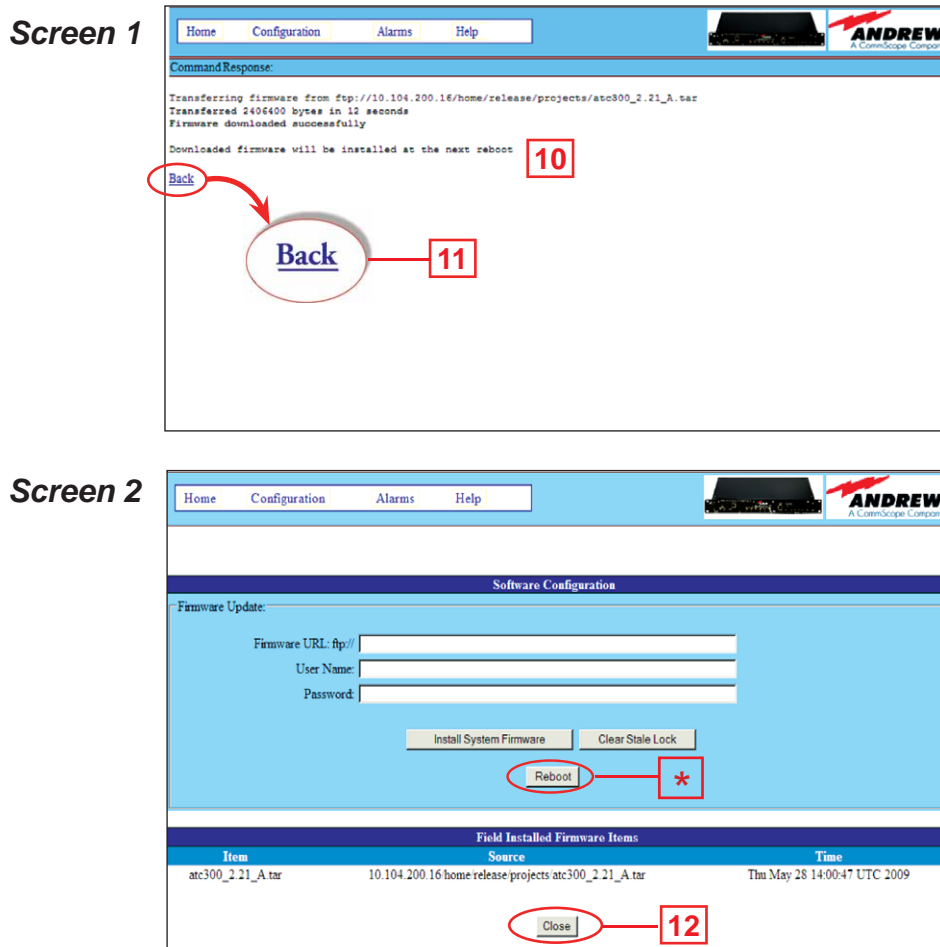 Screen 1
Home Configuration Alarms Help
ANDREW
A CommScope Compan
Command Response:
Transferring firmware from ftp://10.104.200.16/home/release/projects/atc300_2.21_A.tar
Transferred 2406400 bytes in 12 seconds
Firmware downloaded successfully
Downloaded firmware will be installed at the next reboot
10
Back
Back
11
Screen 2
Home Configuration Alarms Help
ANDREW
A CommScope Compan
Software Configuration
Firmware Update:
Firmware URL: ftp://
User Name:
Password:
Install System Firmware Clear Stale Lock
Reboot
*
Field Installed Firmware Items
Item Source Time
atc300_2.21_A.tar 10.104.200.16/home/release/projects/atc300_2.21_A.tar Thu May 28 14:00:47 UTC 2009
Close
12